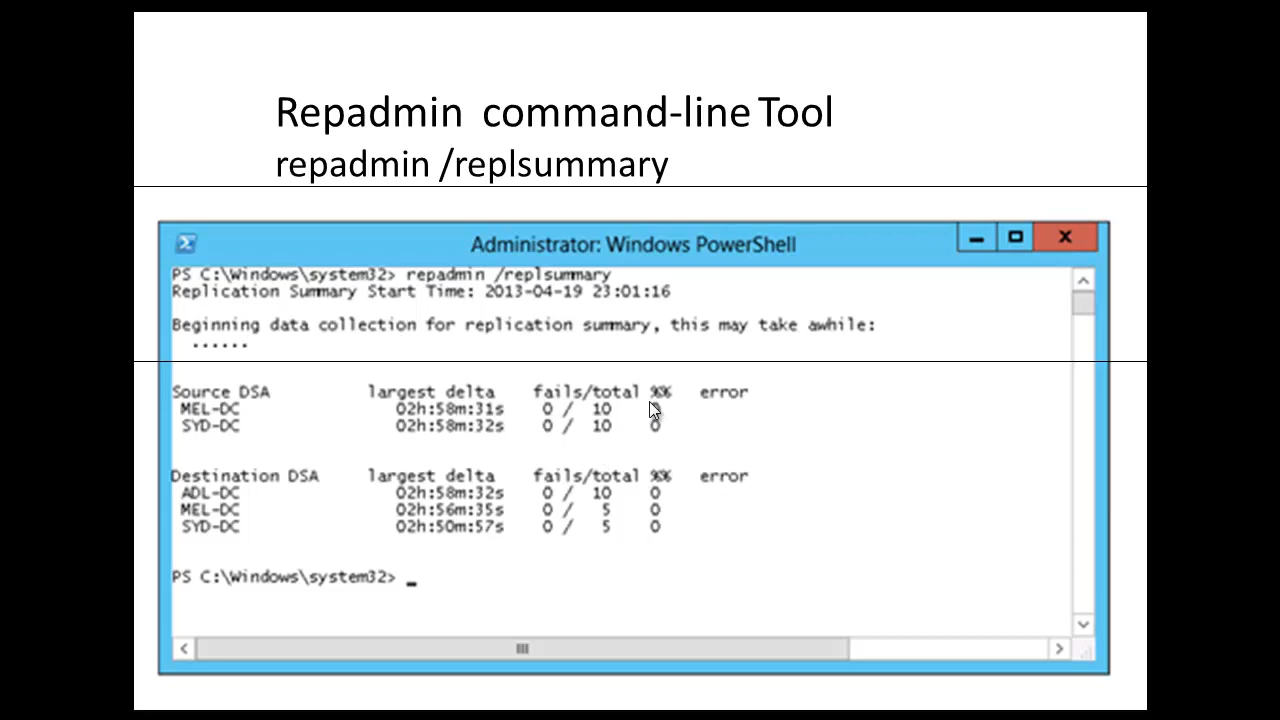 Repadmin command-line Tool
repadmin /replsummary
Administrator: Windows PowerShell
PS C:\Windows\system32> repadmin /replsummary
Replication Summary Start Time: 2013-04-19 23:01:16
Beginning data collection for replication summary, this may take awhile:
......
Source DSA largest delta fails/total %% error
MEL-DC 02h:58m:31s 0 / 10
SYD-DC 02h:58m:32s 0 / 10 0
Destination DSA largest delta fails/total %% error
ADL-DC 02h:58m:32s 0 / 10 0
MEL-DC 02h:56m:35s 0 / 5 0
SYD-DC 02h:50m:57s 0 / 5 0
PS C:\Windows\system32> _